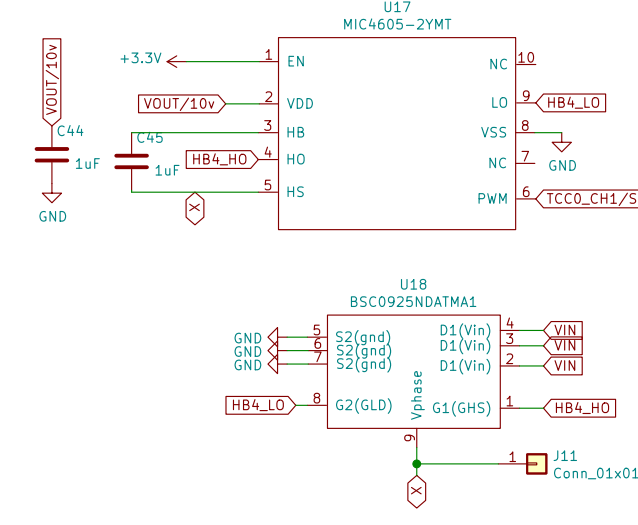 U17
MIC4605-2YMT
VOUT/10v
C44
1uF
GND
C45
1uF
+3.3V
1 EN
VOUT/10v 2 VDD
3 HB
HB4_HO 4 HO
5 HS
X
NC 10
LO 9 HB4_LO
VSS 8
GND
NC 7
PWM 6 TCC0_CH1/S
U18
BSC0925NDATMA1
GND 5 S2(gnd)
GND 6 S2(gnd)
GND 7 S2(gnd)
HB4_LO 8 G2(GLD)
D1(Vin) 4 VIN
D1(Vin) 3 VIN
D1(Vin) 2 VIN
G1(GHS) 1 HB4_HO
Vphase
9
X
1 J11
Conn_01x01